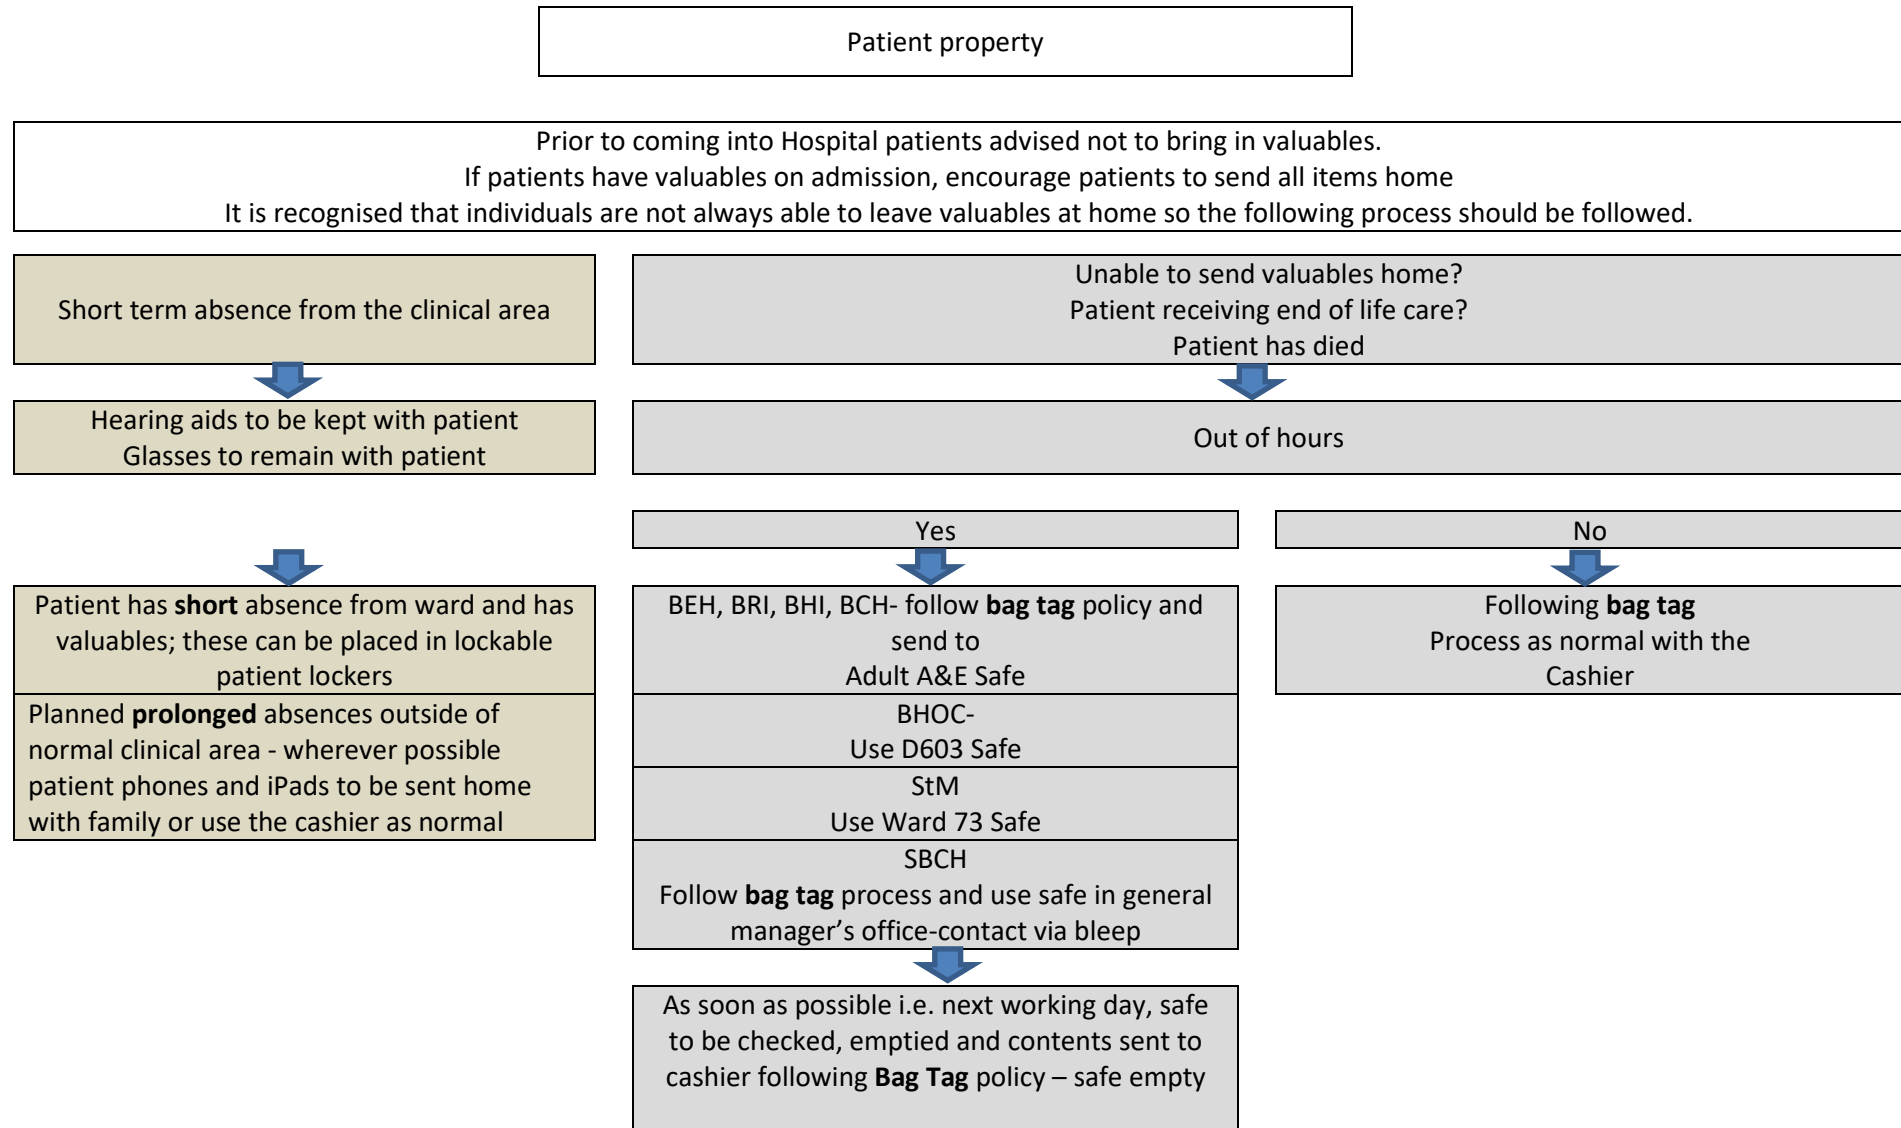 Patient property
Prior to coming into Hospital patients advised not to bring in valuables.
If patients have valuables on admission, encourage patients to send all items home
It is recognised that individuals are not always able to leave valuables at home so the following process should be followed.
Short term absence from the clinical area
Unable to send valuables home?
Patient receiving end of life care?
Patient has died
Hearing aids to be kept with patient
Glasses to remain with patient
Out of hours
Yes
No
Patient has short absence from ward and has
valuables; these can be placed in lockable
patient lockers
Planned prolonged absences outside of
normal clinical area - wherever possible
patient phones and iPads to be sent home
with family or use the cashier as normal
BEH, BRI, BHI, BCH- follow bag tag policy and
send to
Adult A&E Safe
BHOC-
Use D603 Safe
StM
Use Ward 73 Safe
SBCH
Follow bag tag process and use safe in general
manager’s office-contact via bleep
Following bag tag
Process as normal with the
Cashier
As soon as possible i.e. next working day, safe
to be checked, emptied and contents sent to
cashier following Bag Tag policy – safe empty